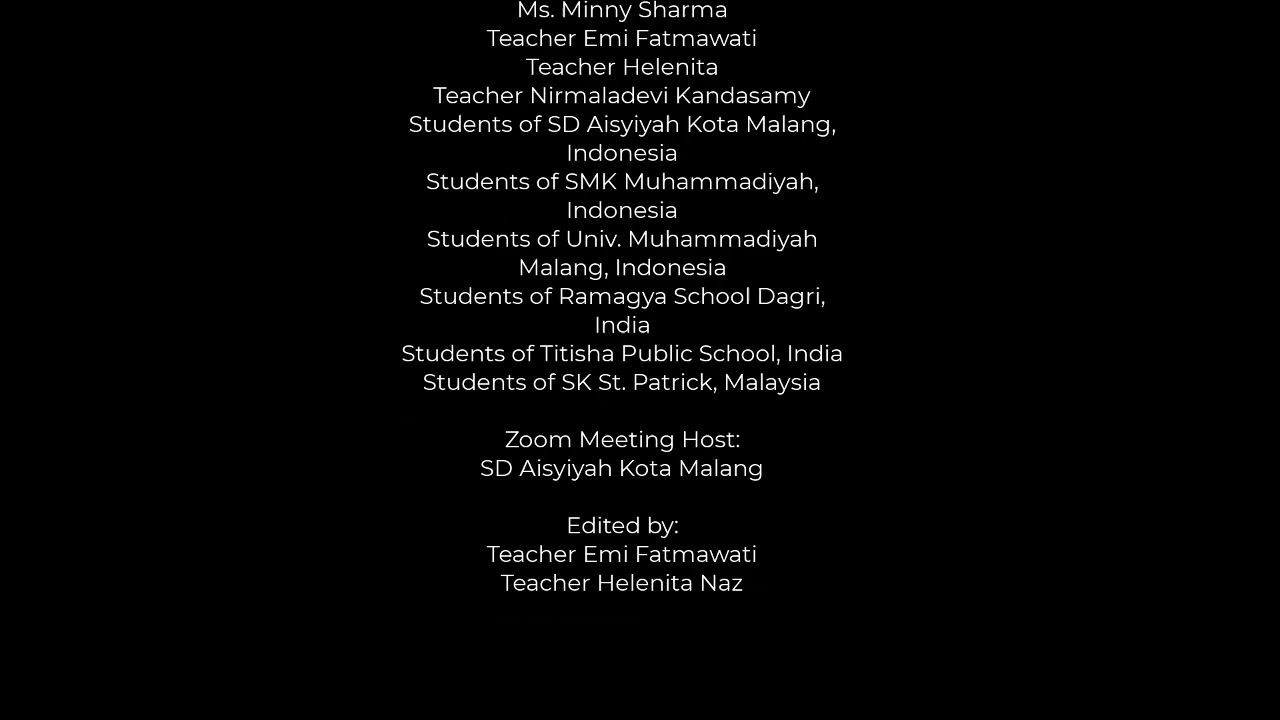 Ms. Minny Sharma
Teacher Emi Fatmawati
Teacher Helenita
Teacher Nirmaladevi Kandasamy
Students of SD Aisyiyah Kota Malang,
Indonesia
Students of SMK Muhammadiyah,
Indonesia
Students of Univ. Muhammadiyah
Malang, Indonesia
Students of Ramagya School Dagri,
India
Students of Titisha Public School, India
Students of SK St. Patrick, Malaysia
Zoom Meeting Host:
SD Aisyiyah Kota Malang
Edited by:
Teacher Emi Fatmawati
Teacher Helenita Naz